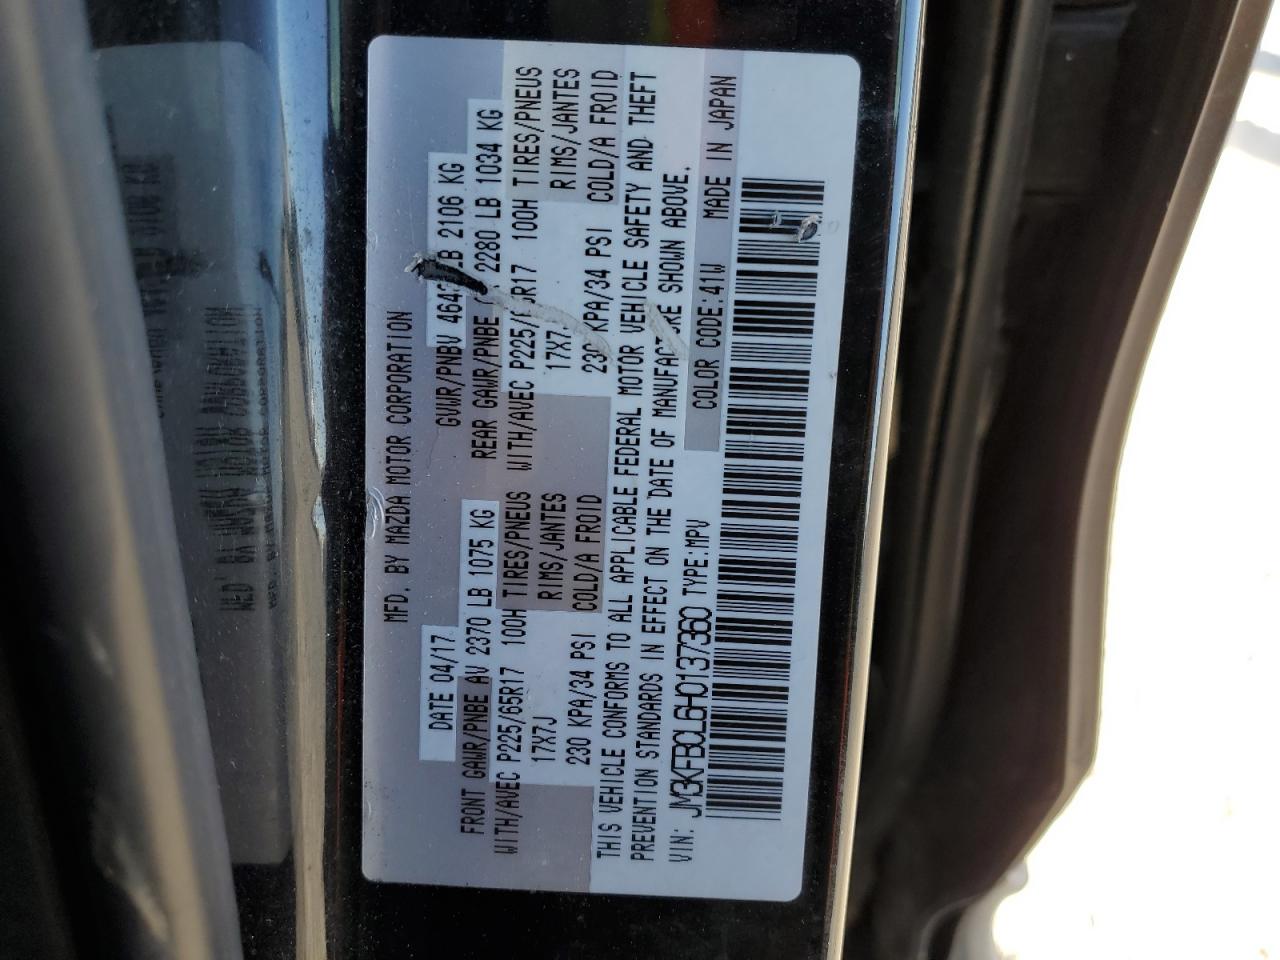 MFD. BY MAZDA MOTOR CORPORATION
DATE 04/17 GVWR/PNBV LB 2106 KG
FRONT GAWR/PNBE AV 2370 LB 1075 KG REAR GAWR/PNBE 2280 LB 1034 KG
WITH/AVEC P225/65R17 100H TIRES/PNEUS WITH/AVEC P225/65R17 100H TIRES/PNEUS
17X7J RIMS/JANTES 17X7J RIMS/JANTES
230 KPA/34 PSI COLD/A FROID 230 KPA/34 PSI COLD/A FROID
THIS VEHICLE CONFORMS TO ALL APPLICABLE FEDERAL MOTOR VEHICLE SAFETY AND THEFT
PREVENTION STANDARDS IN EFFECT ON THE DATE OF MANUFACTURE SHOWN ABOVE.
COLOR CODE:41W MADE IN JAPAN
VIN: JM3KFBCL6H0137360 TYPE:MPV